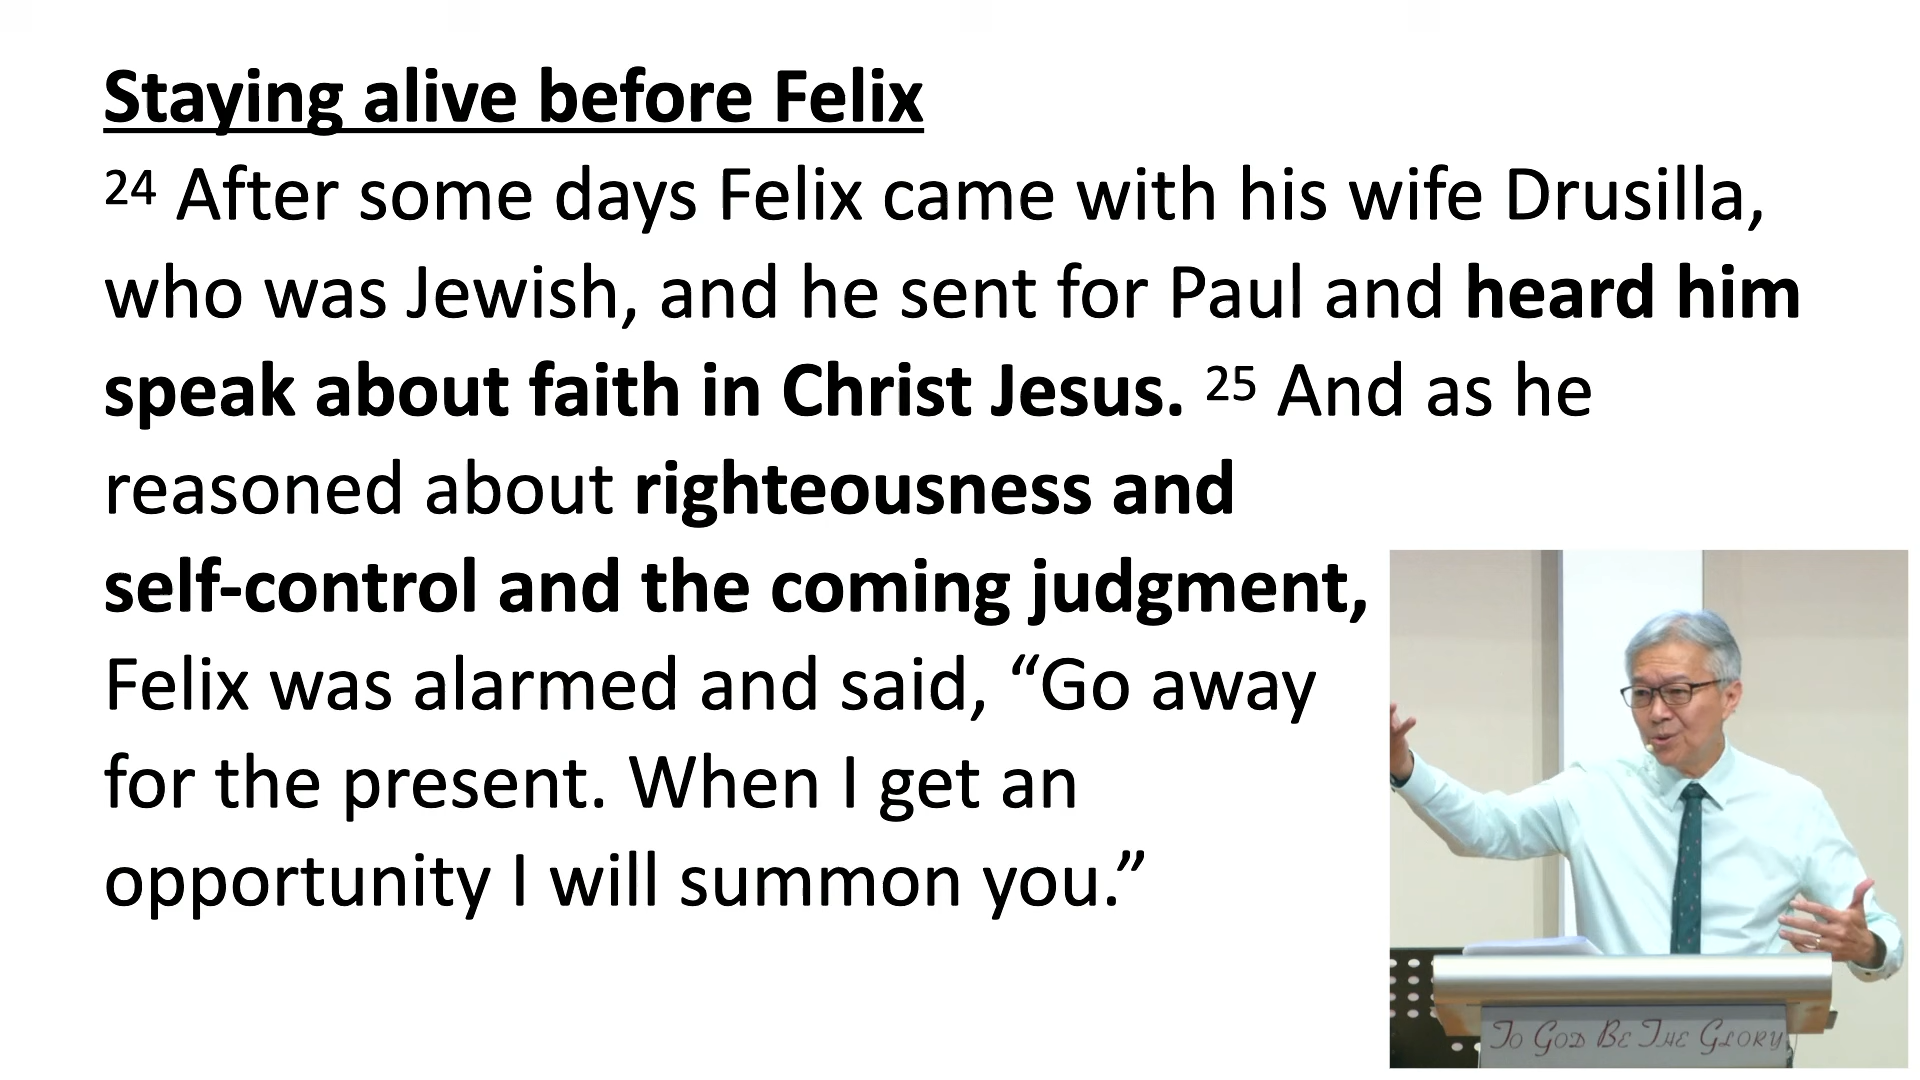 Staying alive before Felix
24 After some days Felix came with his wife Drusilla,
who was Jewish, and he sent for Paul and heard him
speak about faith in Christ Jesus. 25 And as he
reasoned about righteousness and
self-control and the coming judgment,
Felix was alarmed and said, “Go away
for the present. When I get an
opportunity I will summon you.”
To God Be The Glory